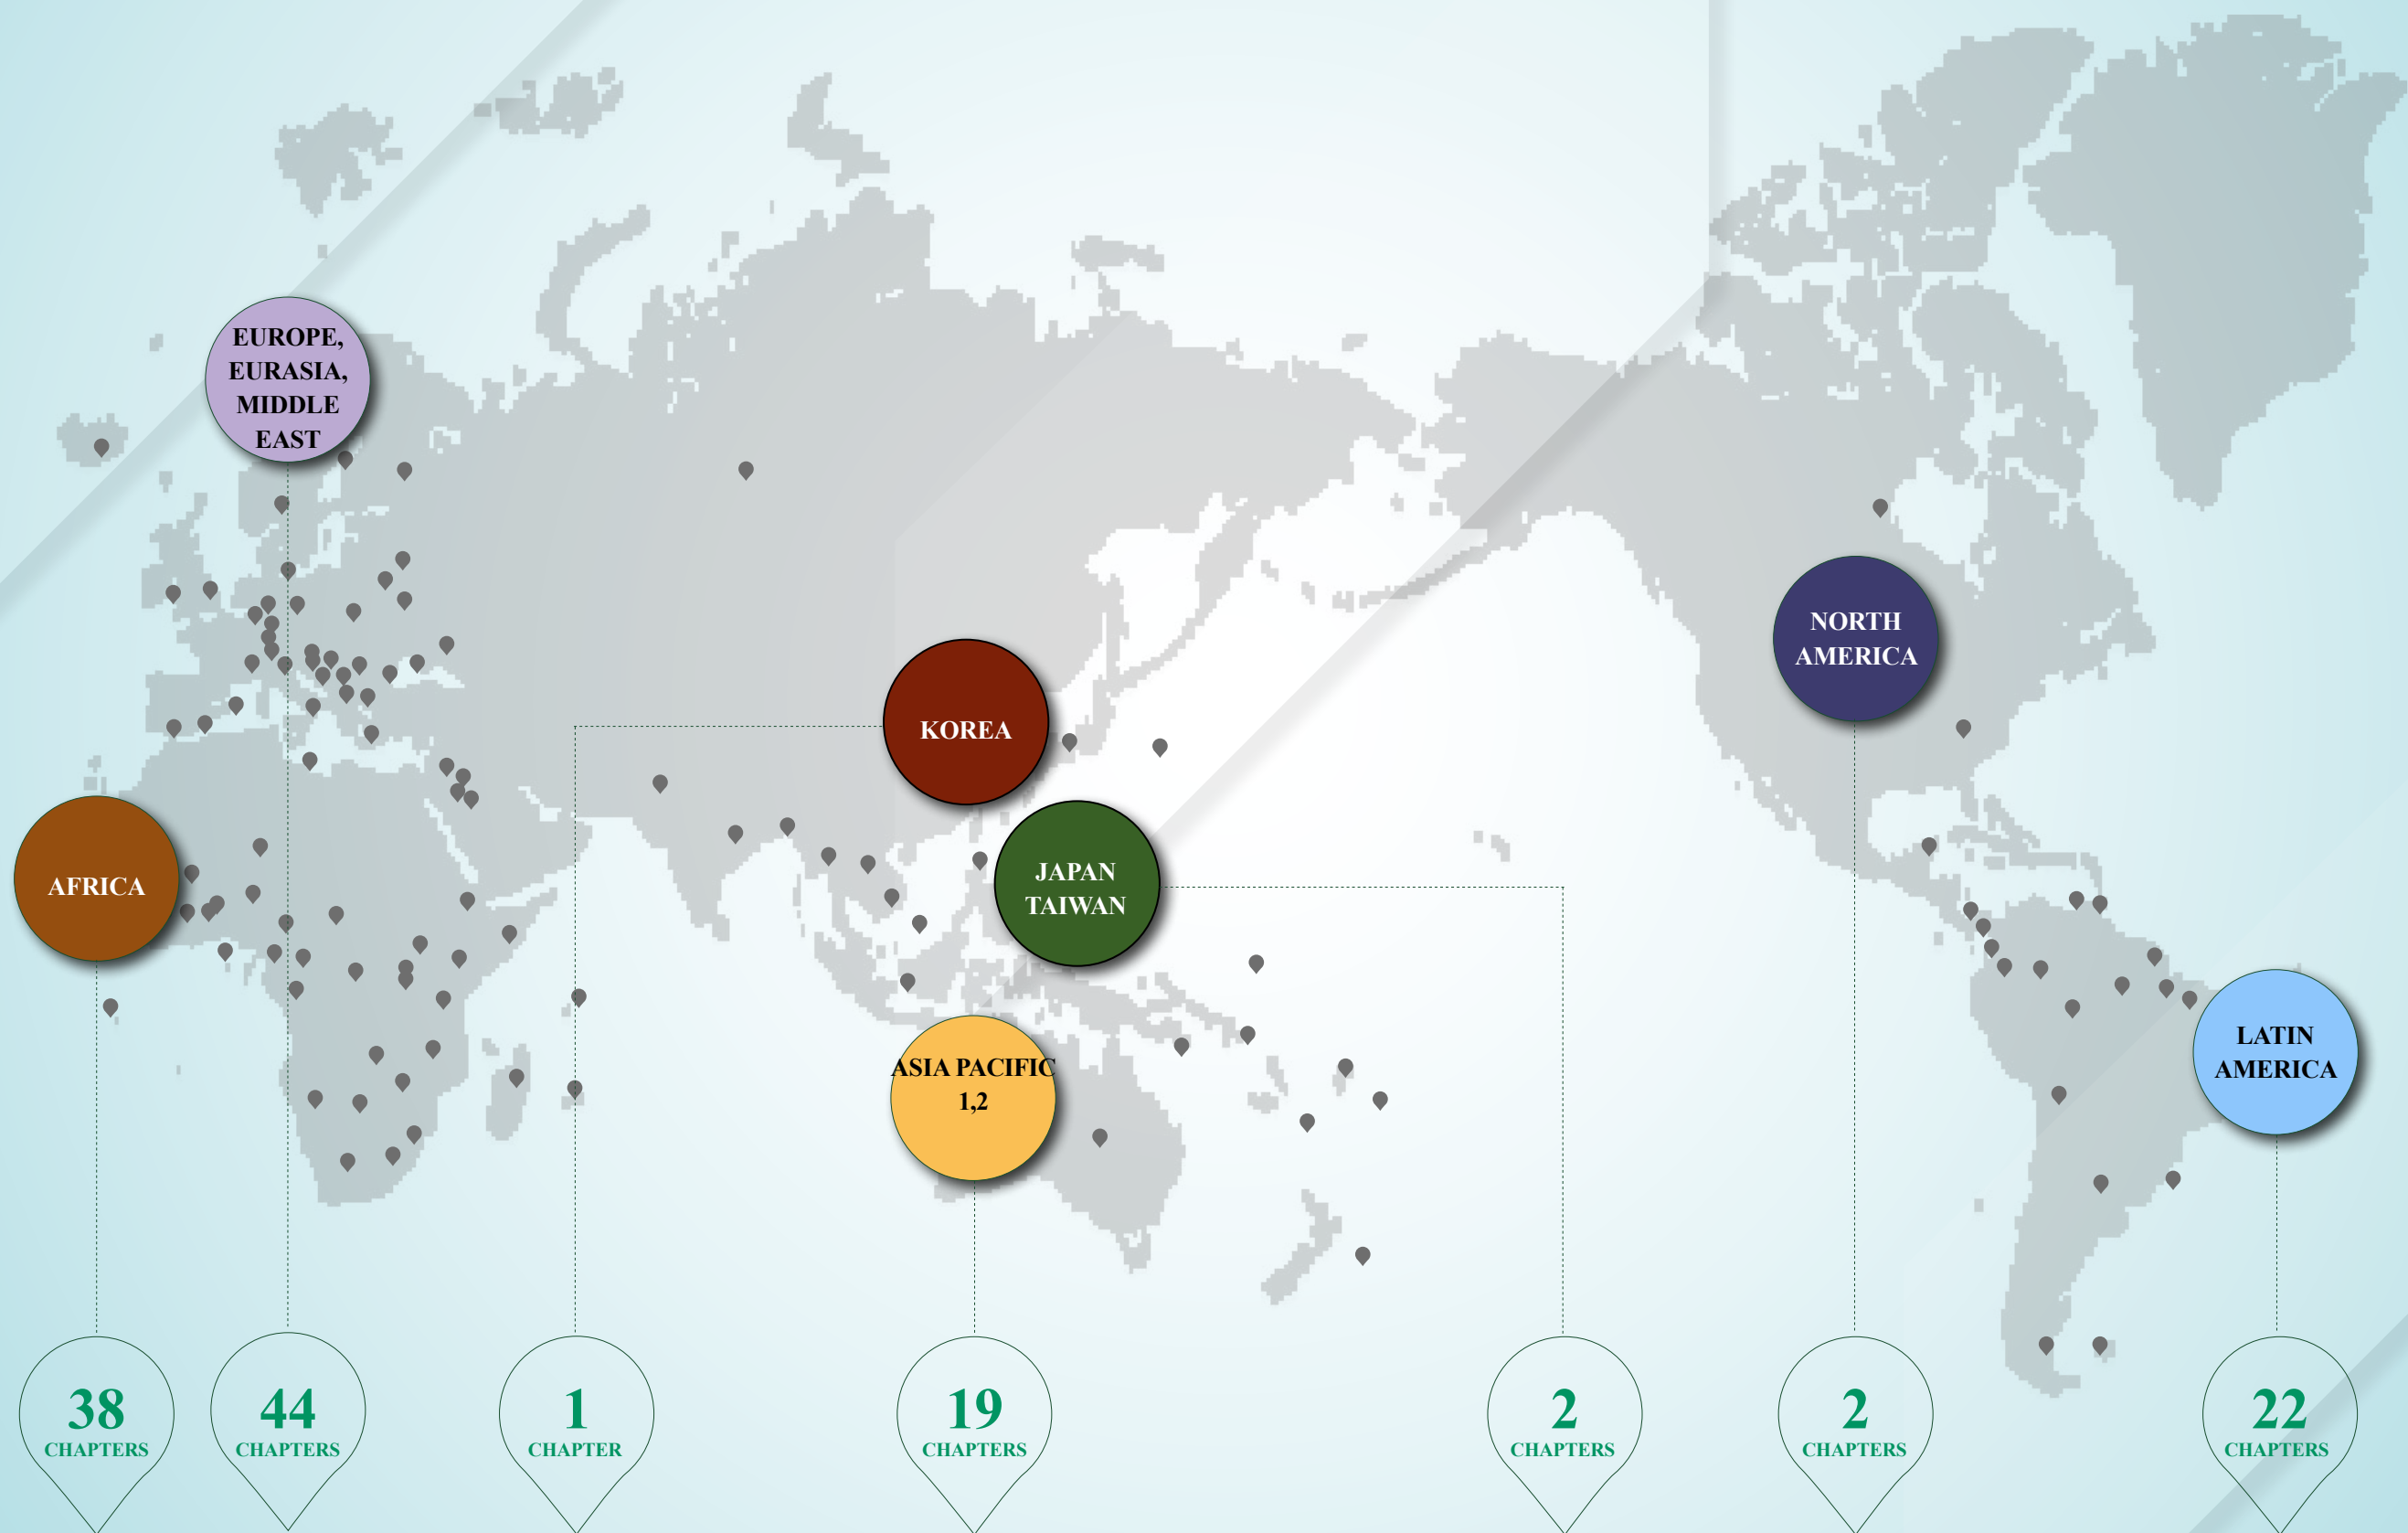 EUROPE,
EURASIA,
MIDDLE
EAST
NORTH
AMERICA
KOREA
JAPAN
TAIWAN
AFRICA
LATIN
AMERICA
ASIA PACIFIC
1,2
38
CHAPTERS
44
CHAPTERS
1
CHAPTER
19
CHAPTERS
2
CHAPTERS
2
CHAPTERS
22
CHAPTERS